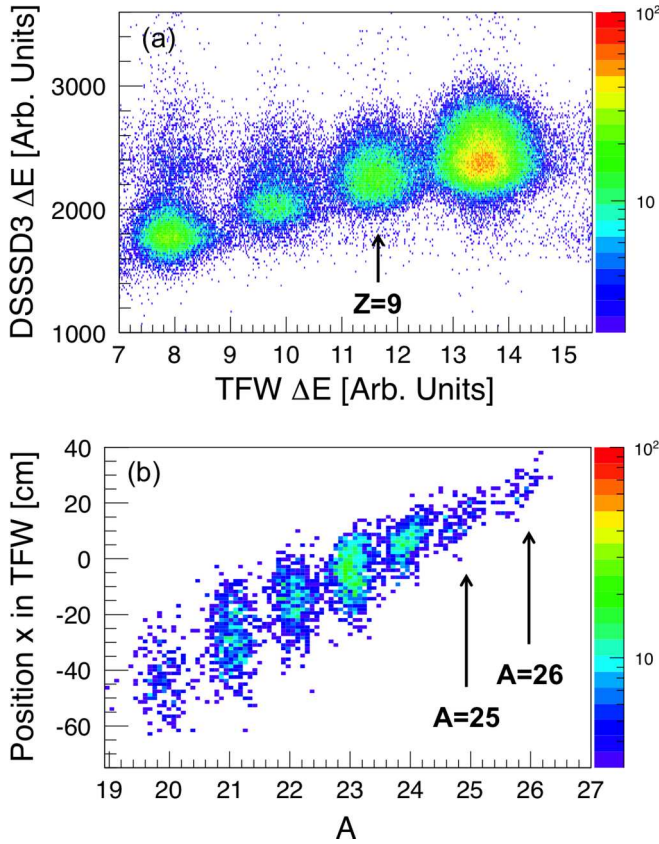 (a)
DSSSD3 ΔE [Arb. Units]
3000
2000
1000
10²
10
Z=9
7 8 9 10 11 12 13 14 15
TFW ΔE [Arb. Units]
(b)
Position x in TFW [cm]
40
20
0
-20
-40
-60
10²
10
A=26
A=25
19 20 21 22 23 24 25 26 27
A